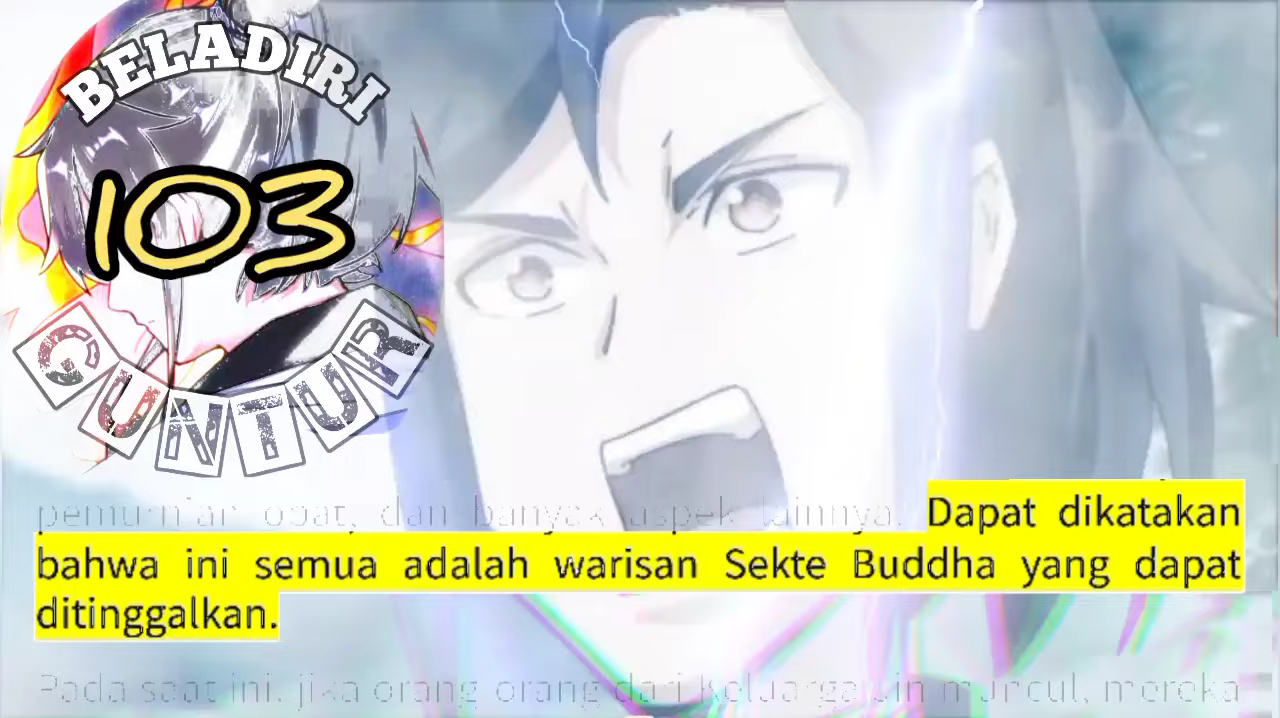 BELADIRI
103
GUNTUR
pemurnian obat, dan banyak aspek lainnya. Dapat dikatakan
bahwa ini semua adalah warisan Sekte Buddha yang dapat
ditinggalkan.
Pada saat ini, jika orang orang dari Keluarga muncul, mereka